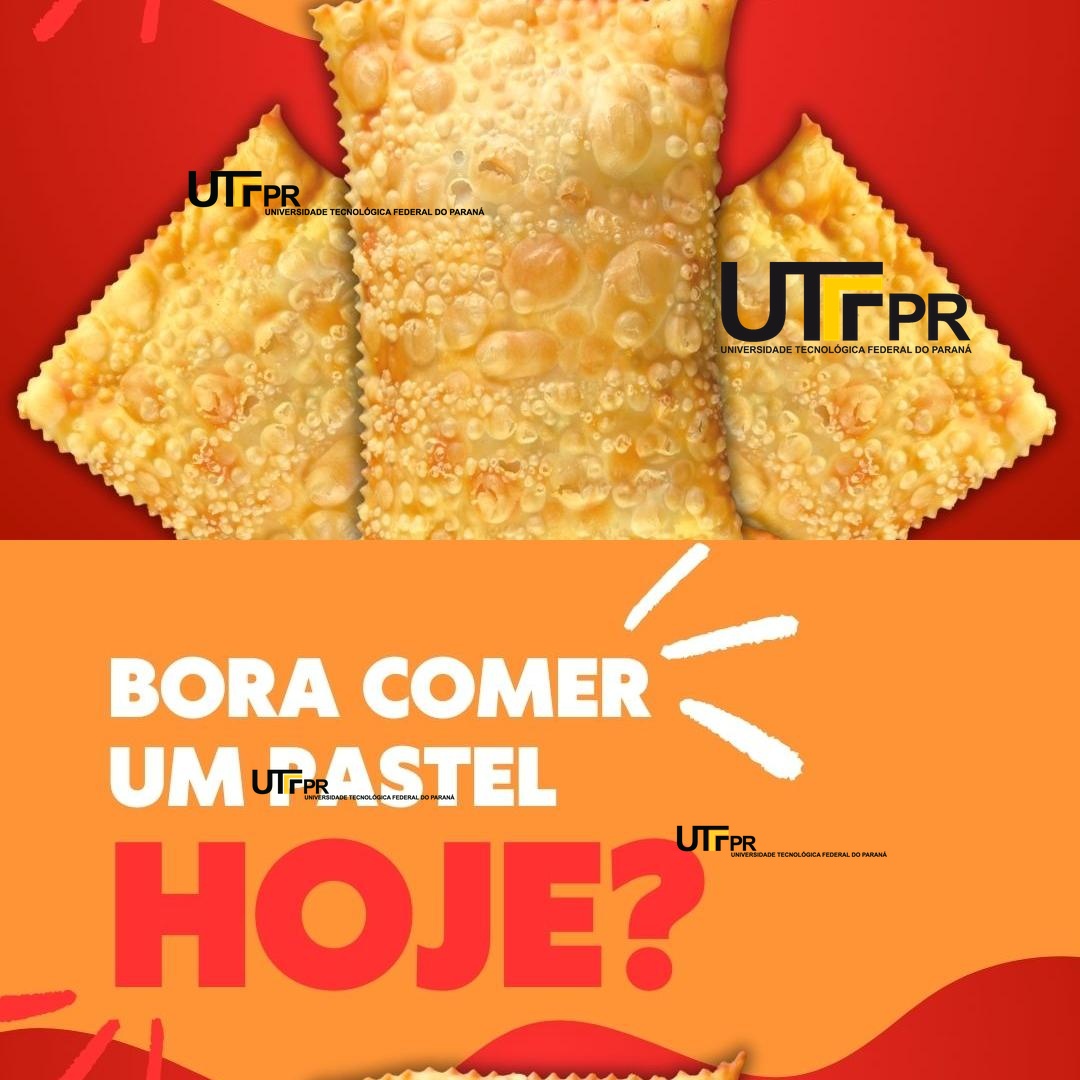 UTFPR
UNIVERSIDADE TECNOLÓGICA FEDERAL DO PARANÁ
UTFPR
UNIVERSIDADE TECNOLÓGICA FEDERAL DO PARANÁ
BORA COMER
UM PASTEL
UTFPR
UNIVERSIDADE TECNOLÓGICA FEDERAL DO PARANÁ
HOJE?
UTFPR
UNIVERSIDADE TECNOLÓGICA FEDERAL DO PARANÁ